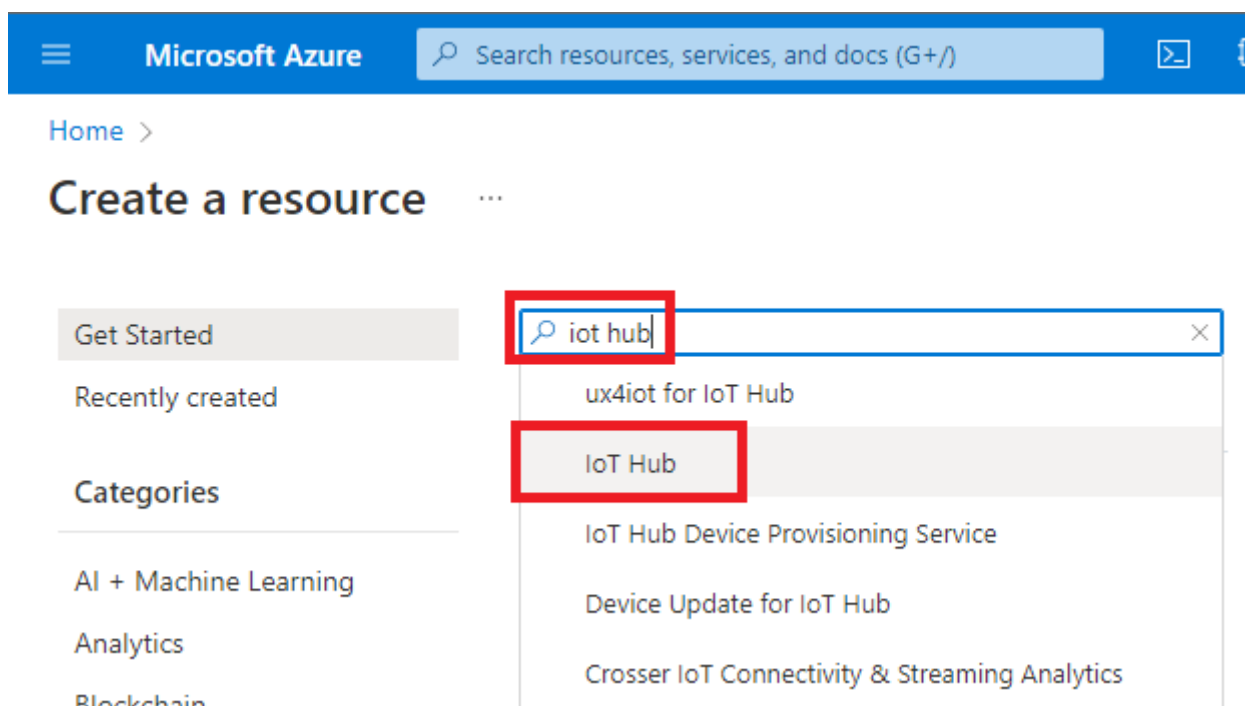 Microsoft Azure
Search resources, services, and docs (G+/)
Home >
Create a resource ...
Get Started
Recently created
Categories
AI + Machine Learning
Analytics
Blockchain
iot hub
ux4iot for IoT Hub
IoT Hub
IoT Hub Device Provisioning Service
Device Update for IoT Hub
Crosser IoT Connectivity & Streaming Analytics